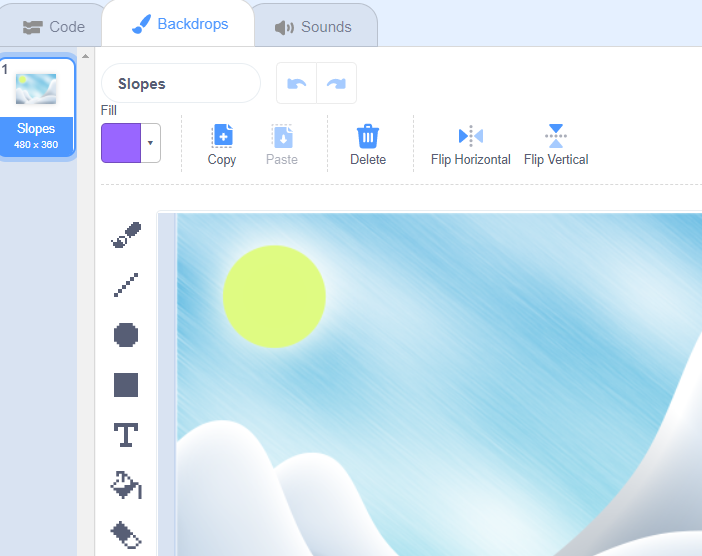 Code
Backdrops
Sounds
1
Slopes
480 x 360
Slopes
Fill
Copy
Paste
Delete
Flip Horizontal
Flip Vertical
T